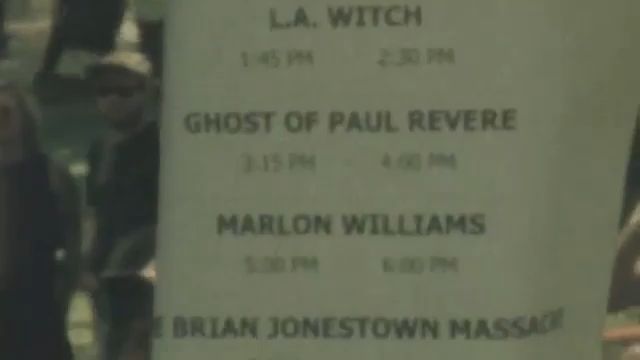 L.A. WITCH
1:45 PM - 2:30 PM
GHOST OF PAUL REVERE
3:15 PM - 4:00 PM
MARLON WILLIAMS
5:00 PM - 6:00 PM
E BRIAN JONESTOWN MASSAC